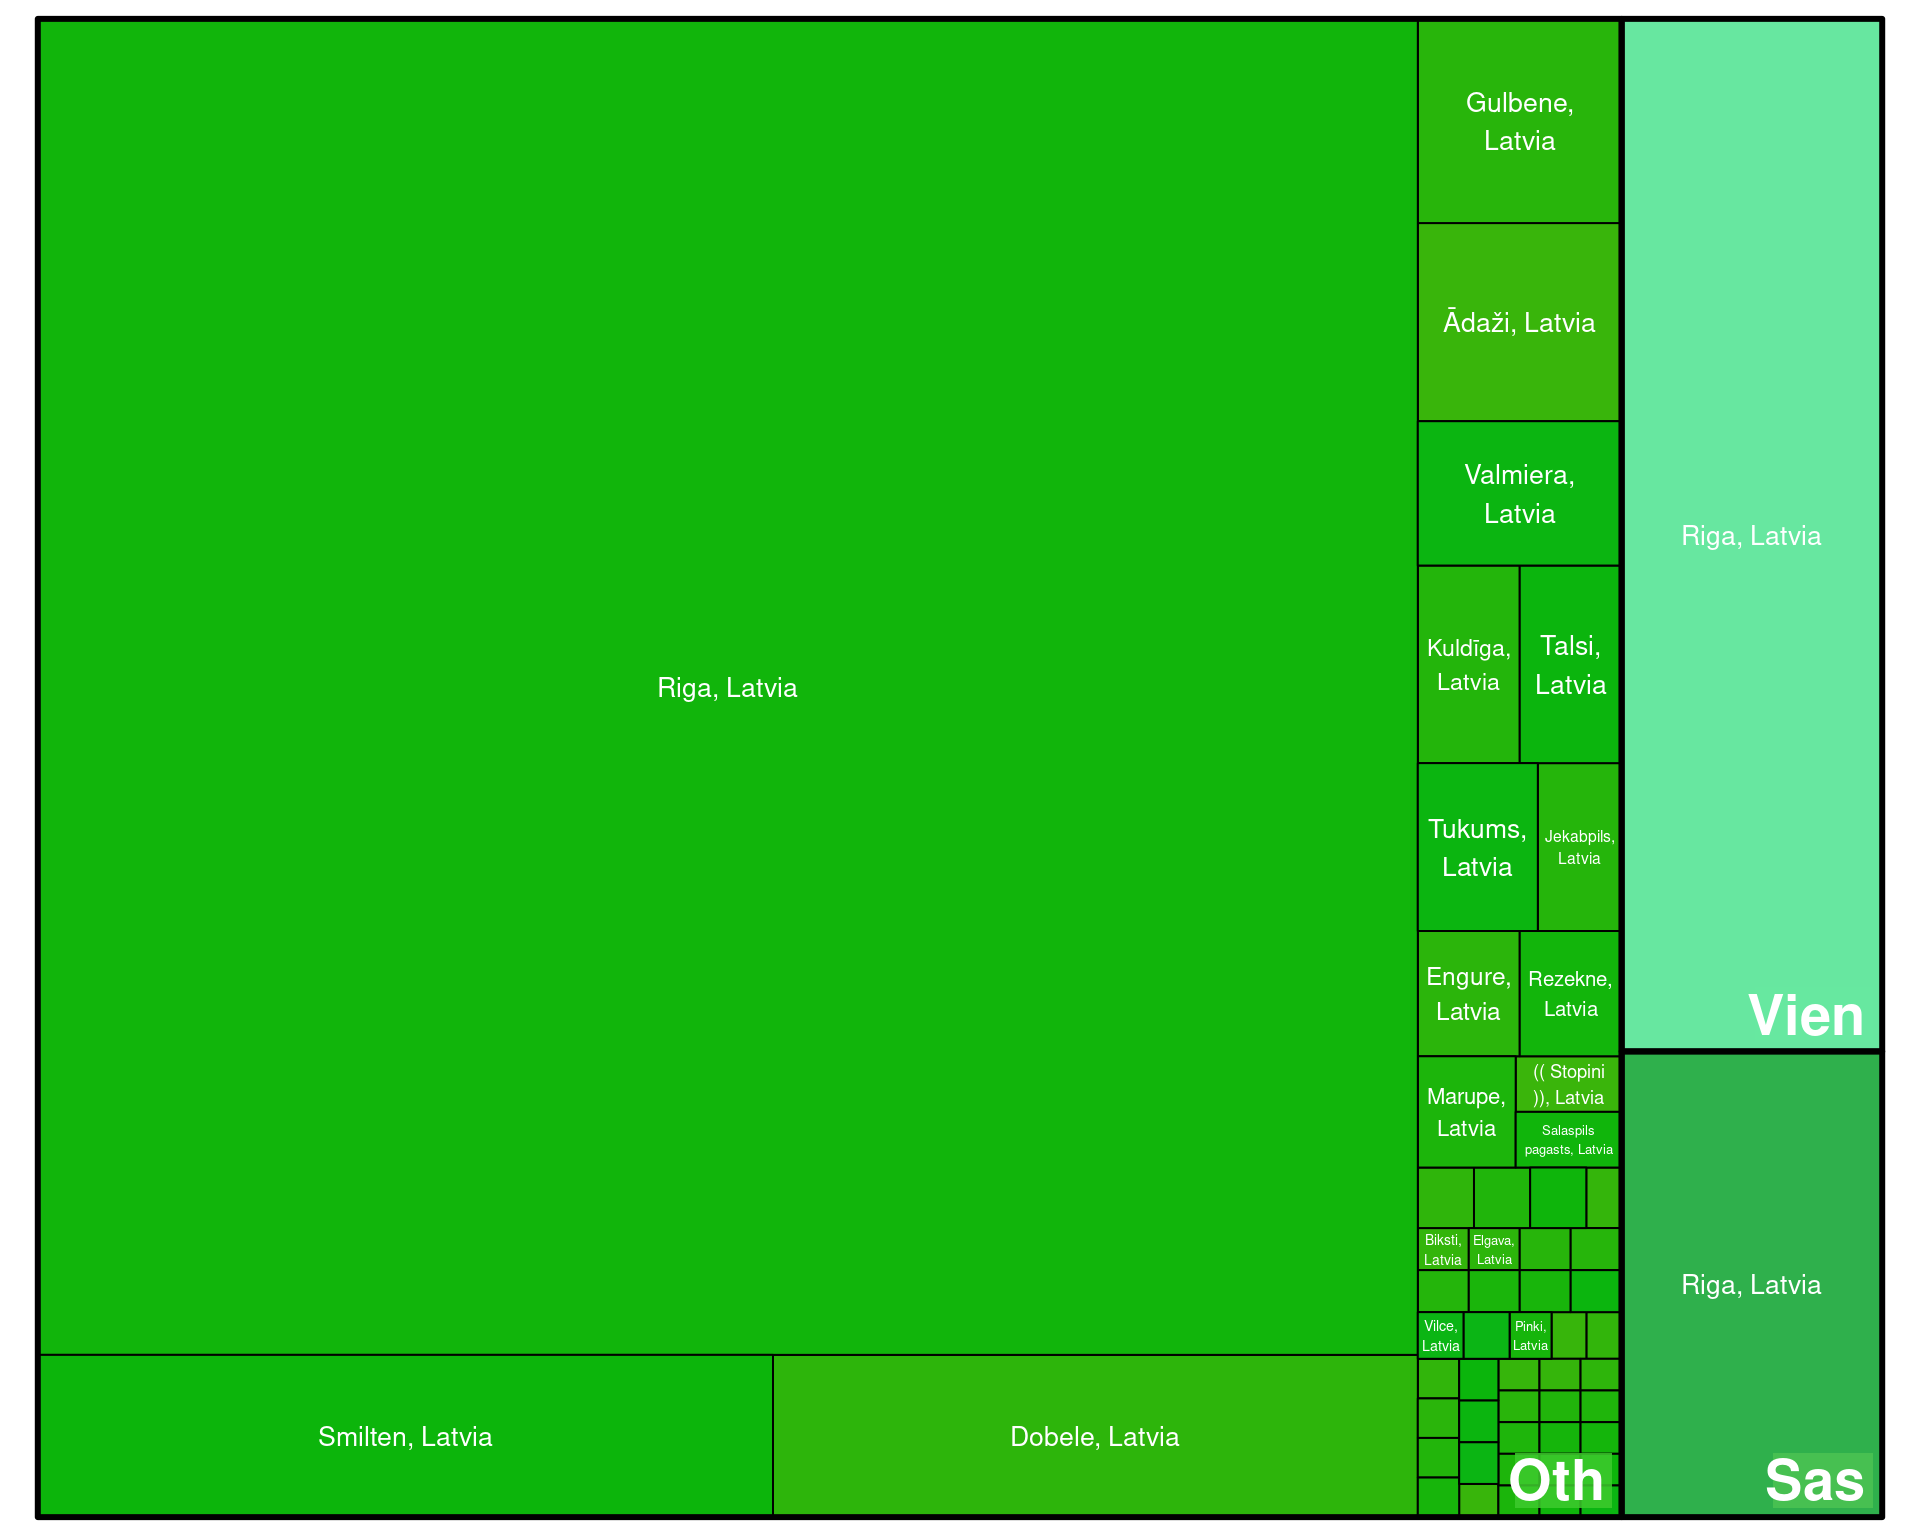 Riga, Latvia
Smilten, Latvia
Dobele, Latvia
Gulbene,
Latvia
Ādaži, Latvia
Valmiera,
Latvia
Kuldīga,
Latvia
Talsi,
Latvia
Tukums,
Latvia
Jekabpils,
Latvia
Engure,
Latvia
Rezekne,
Latvia
Marupe,
Latvia
(( Stopini
)), Latvia
Salaspils
pagasts, Latvia
Biksti,
Latvia
Elgava,
Latvia
Vilce,
Latvia
Pinki,
Latvia
Oth
Riga, Latvia
Vien
Riga, Latvia
Sas